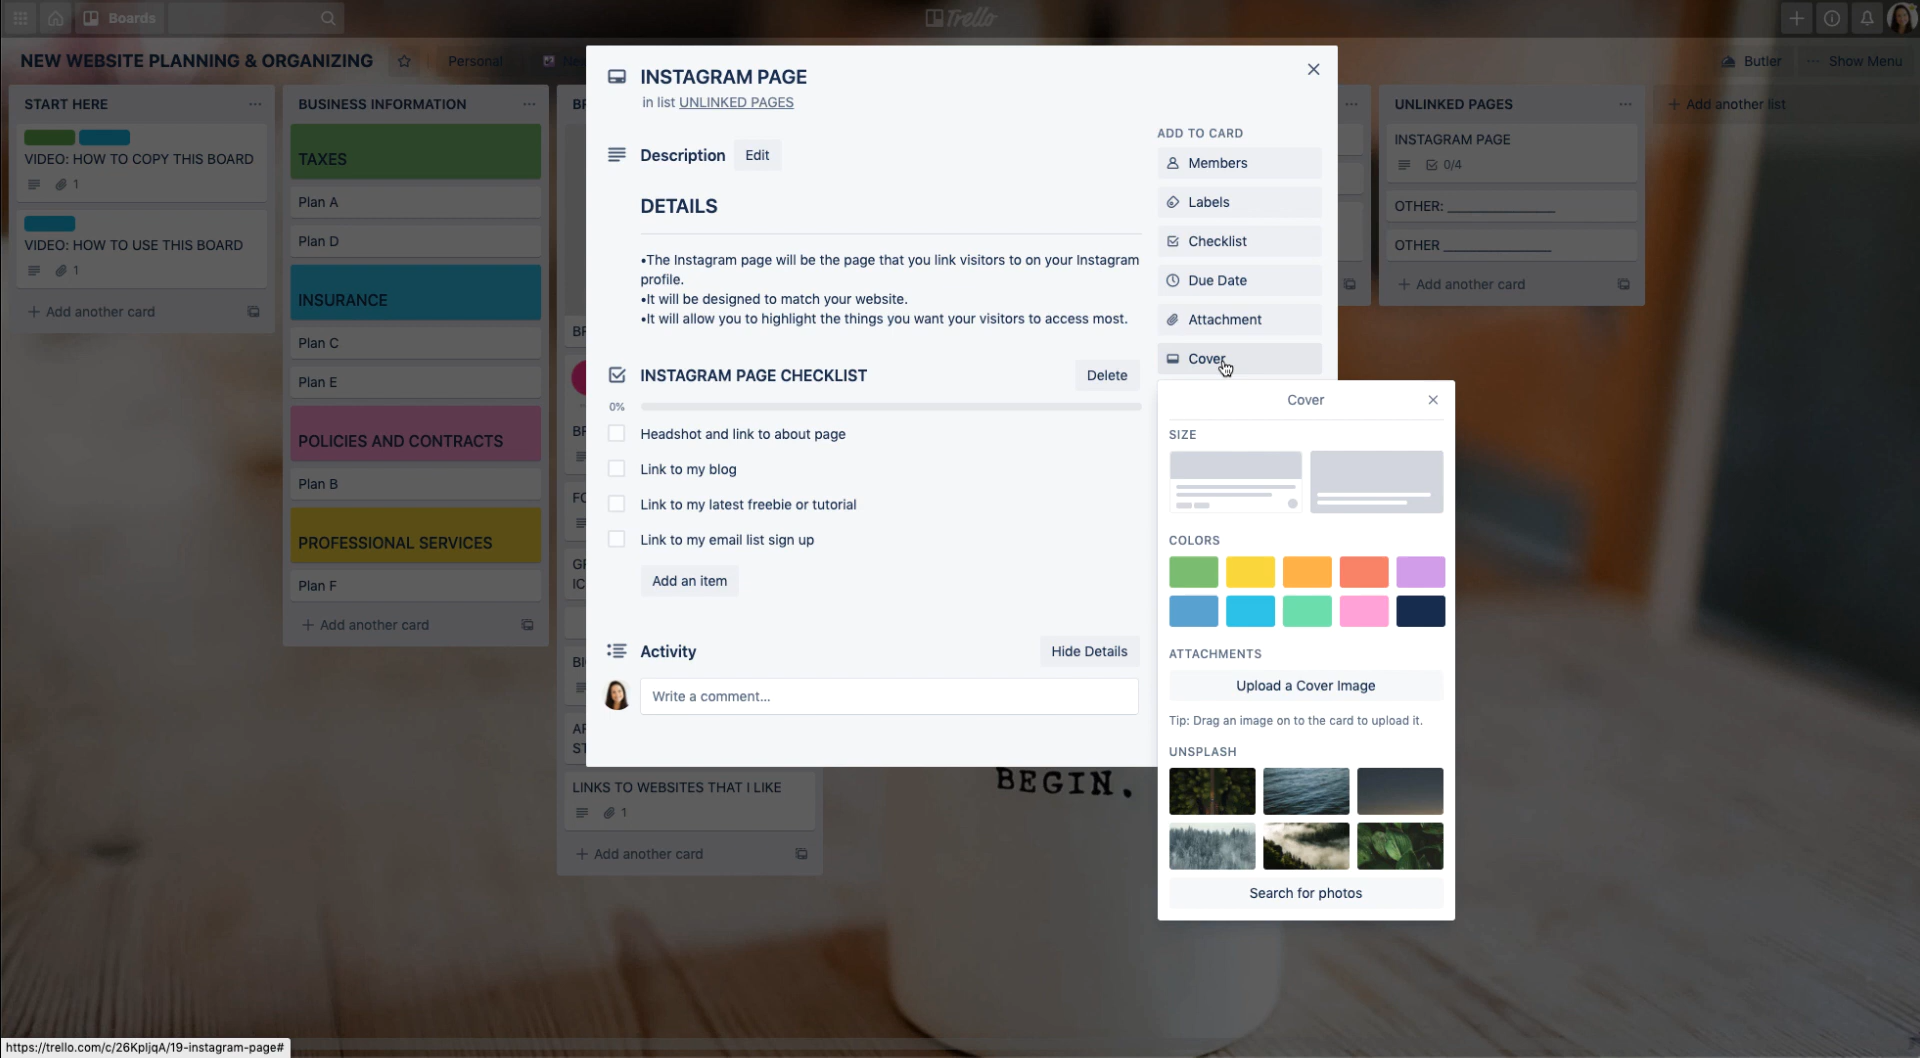 Boards
Trello
NEW WEBSITE PLANNING & ORGANIZING
Personal
Butler
Show Menu
START HERE
VIDEO: HOW TO COPY THIS BOARD
1
VIDEO: HOW TO USE THIS BOARD
1
+ Add another card
BUSINESS INFORMATION
TAXES
Plan A
Plan D
INSURANCE
Plan C
Plan E
POLICIES AND CONTRACTS
Plan B
PROFESSIONAL SERVICES
Plan F
+ Add another card
LINKS TO WEBSITES THAT I LIKE
1
+ Add another card
INSTAGRAM PAGE
in list UNLINKED PAGES
Description
Edit
DETAILS
•The Instagram page will be the page that you link visitors to on your Instagram
profile.
•It will be designed to match your website.
•It will allow you to highlight the things you want your visitors to access most.
INSTAGRAM PAGE CHECKLIST
Delete
0%
Headshot and link to about page
Link to my blog
Link to my latest freebie or tutorial
Link to my email list sign up
Add an item
Activity
Hide Details
Write a comment...
ADD TO CARD
Members
Labels
Checklist
Due Date
Attachment
Cover
Cover
SIZE
COLORS
ATTACHMENTS
Upload a Cover Image
Tip: Drag an image on to the card to upload it.
UNSPLASH
Search for photos
UNLINKED PAGES
INSTAGRAM PAGE
0/4
OTHER: ________________
OTHER ________________
+ Add another card
+ Add another list
BEGIN.
https://trello.com/c/26KpljqA/19-instagram-page#